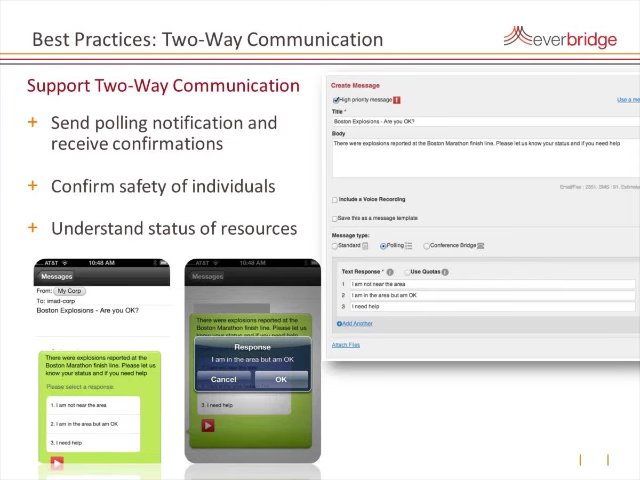 Best Practices: Two-Way Communication
everbridge
Support Two-Way Communication
+ Send polling notification and
receive confirmations
+ Confirm safety of individuals
+ Understand status of resources
Create Message
High priority message !
Use a me
Title *
Boston Explosions - Are you OK?
Body
There were explosions reported at the Boston Marathon finish line. Please let us know your status and if you need help
Include a Voice Recording
Save this as a message template
Message type:
Standard
Polling
Conference Bridge
Text Response *
Use Quotas
1 I am not near the area
2 I am in the area but am OK
3 I need help
Add Another
Attach Files
AT&T 10:48 AM
Messages
From: My Corp
To: imad-corp
Boston Explosions - Are you OK?
There were explosions reported at the
Boston Marathon finish line. Please let us
know your status and if you need help
Please select a response:
1. I am not near the area
2. I am in the area but am OK
3. I need help
AT&T 10:48 AM
Messages
There were explosions reported at the
Boston Marathon finish line. Please let us
Response
I am in the area but am OK
Cancel
OK
3. I need help